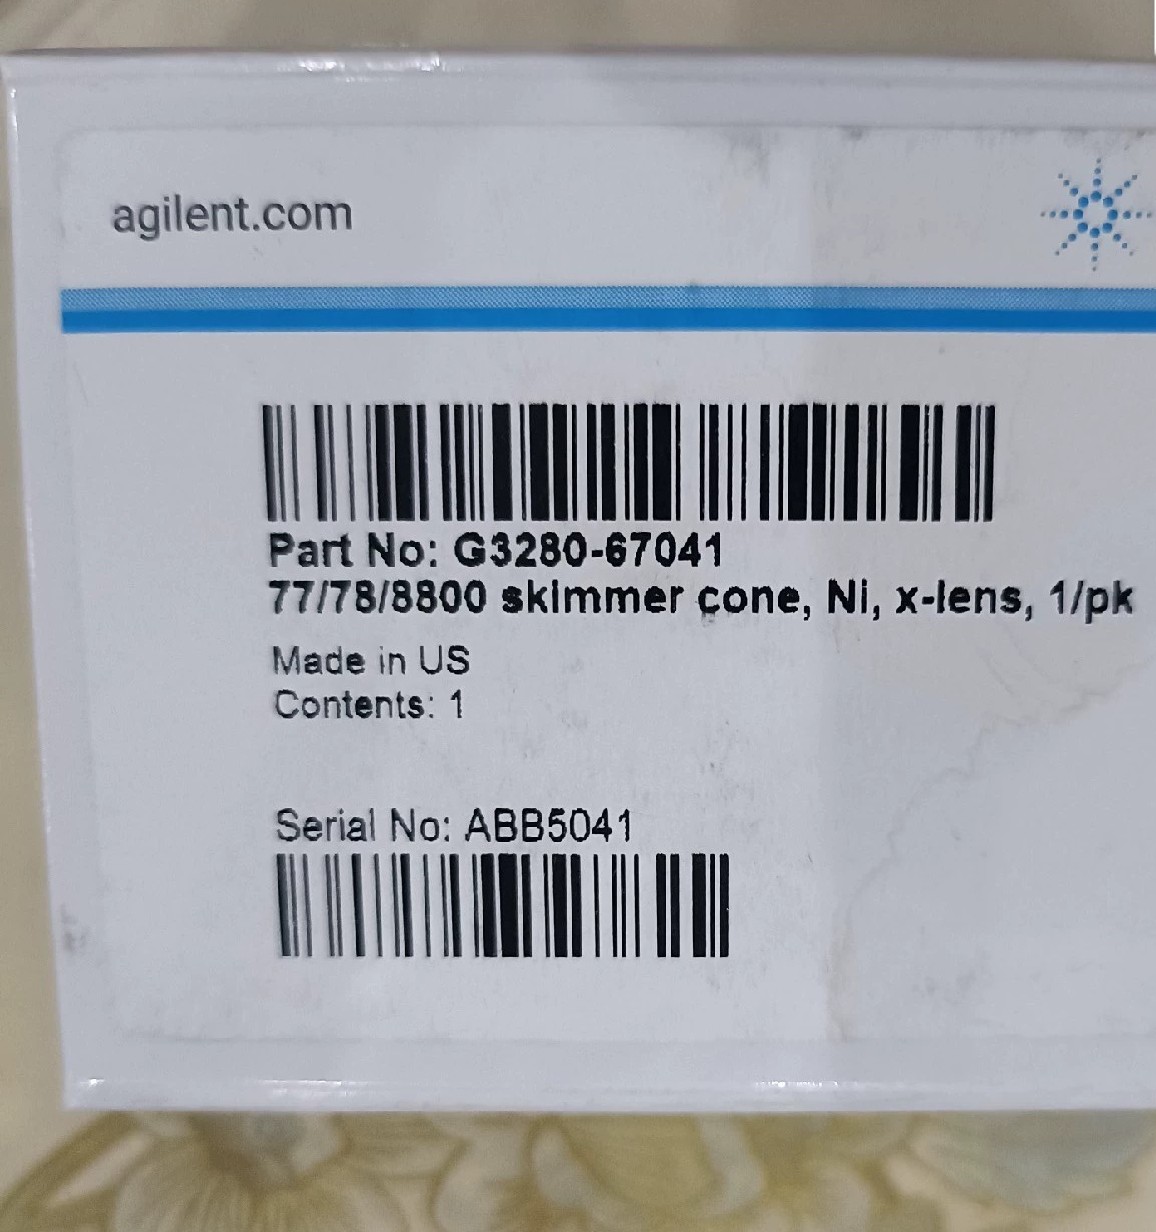 agilent.com
Part No: G3280-67041
77/78/8800 skimmer cone, Ni, x-lens, 1/pk
Made in US
Contents: 1
Serial No: ABB5041